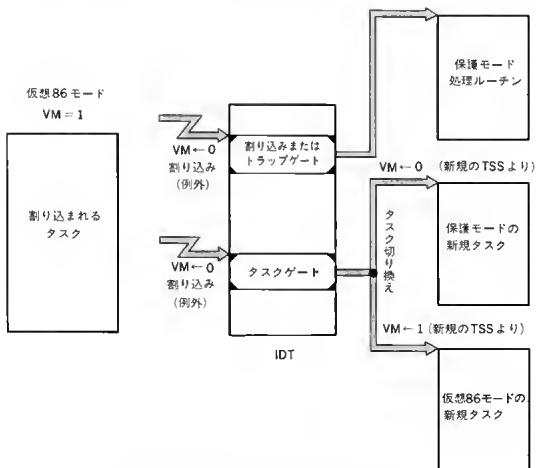 仮想86モード
VM=1
割り込まれる
タスク
VM←0
割り込み
(例外)
割り込みまたは
トラップゲート
VM←0
割り込み
(例外)
タスクゲート
IDT
タスク切り換え
保護モード
処理ルーチン
VM←0 (新規のTSSより)
保護モードの
新規タスク
VM←1 (新規のTSSより)
仮想86モードの
新規タスク